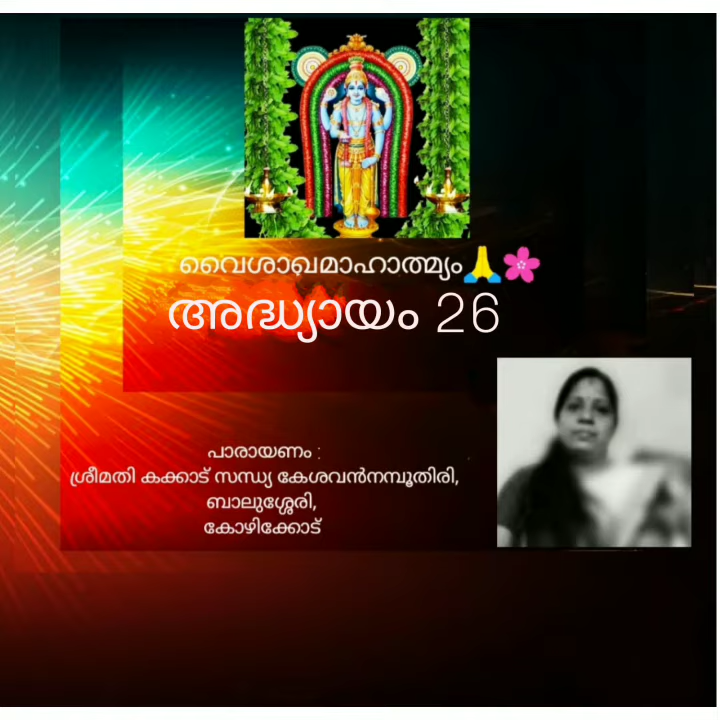 വൈശാഖമാഹാത്മ്യം🙏🌸
അദ്ധ്യായം 26
പാരായണം :
ശ്രീമതി കക്കാട് സന്ധ്യ കേശവൻനമ്പൂതിരി,
ബാലുശ്ശേരി,
കോഴിക്കോട്